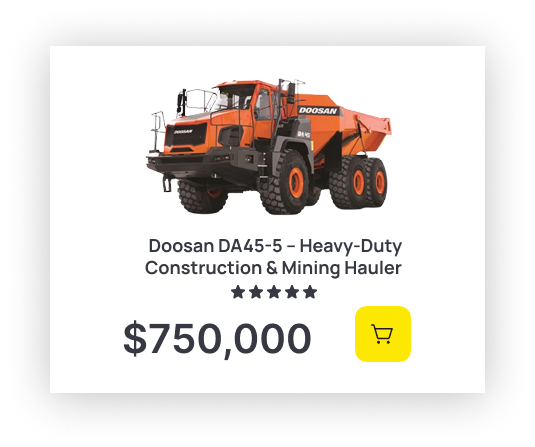 DOOSAN
DOOSAN
Doosan DA45-5 – Heavy-Duty
Construction & Mining Hauler
$750,000